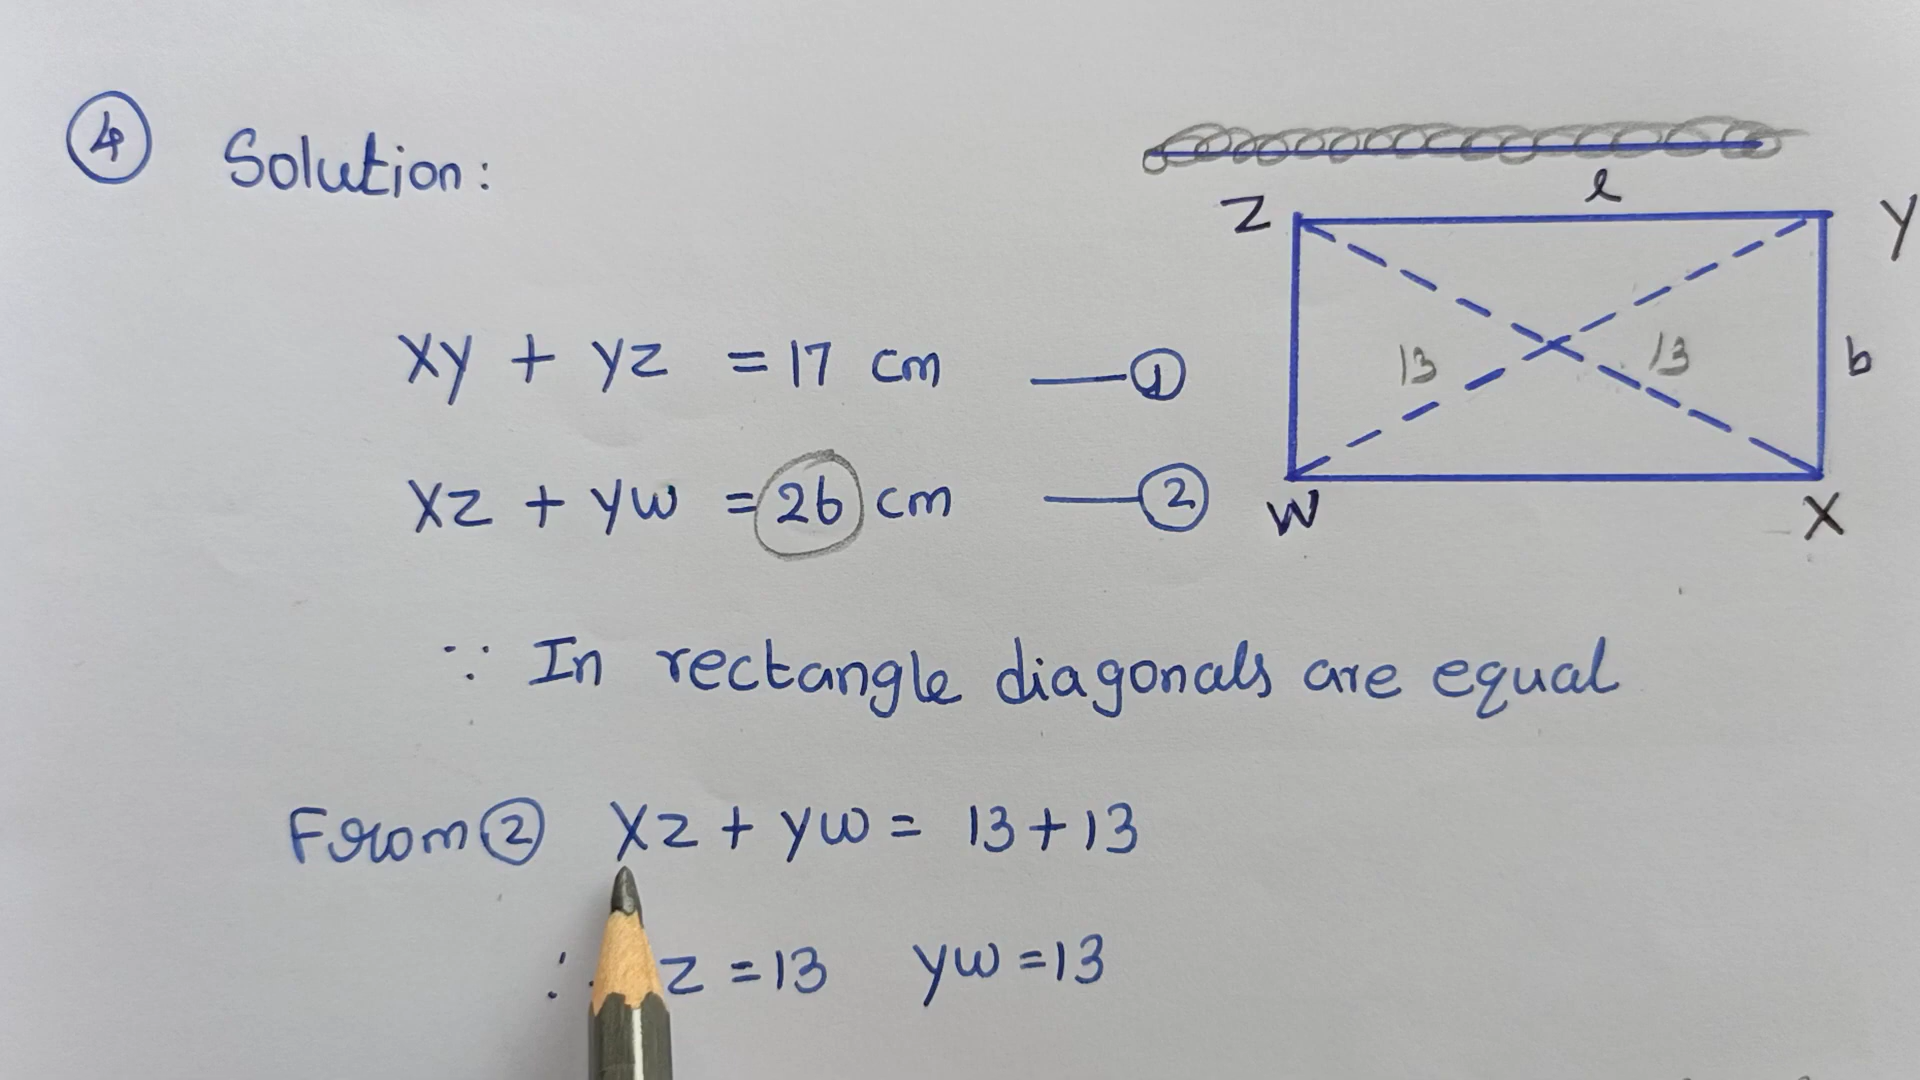 4 Solution:
l
Z Y
XY + YZ = 17 cm — 1
13 13 b
XZ + YW = 26 cm — 2
W X
∵ In rectangle diagonals are equal
From 2 XZ + YW = 13 + 13
Z = 13 YW = 13